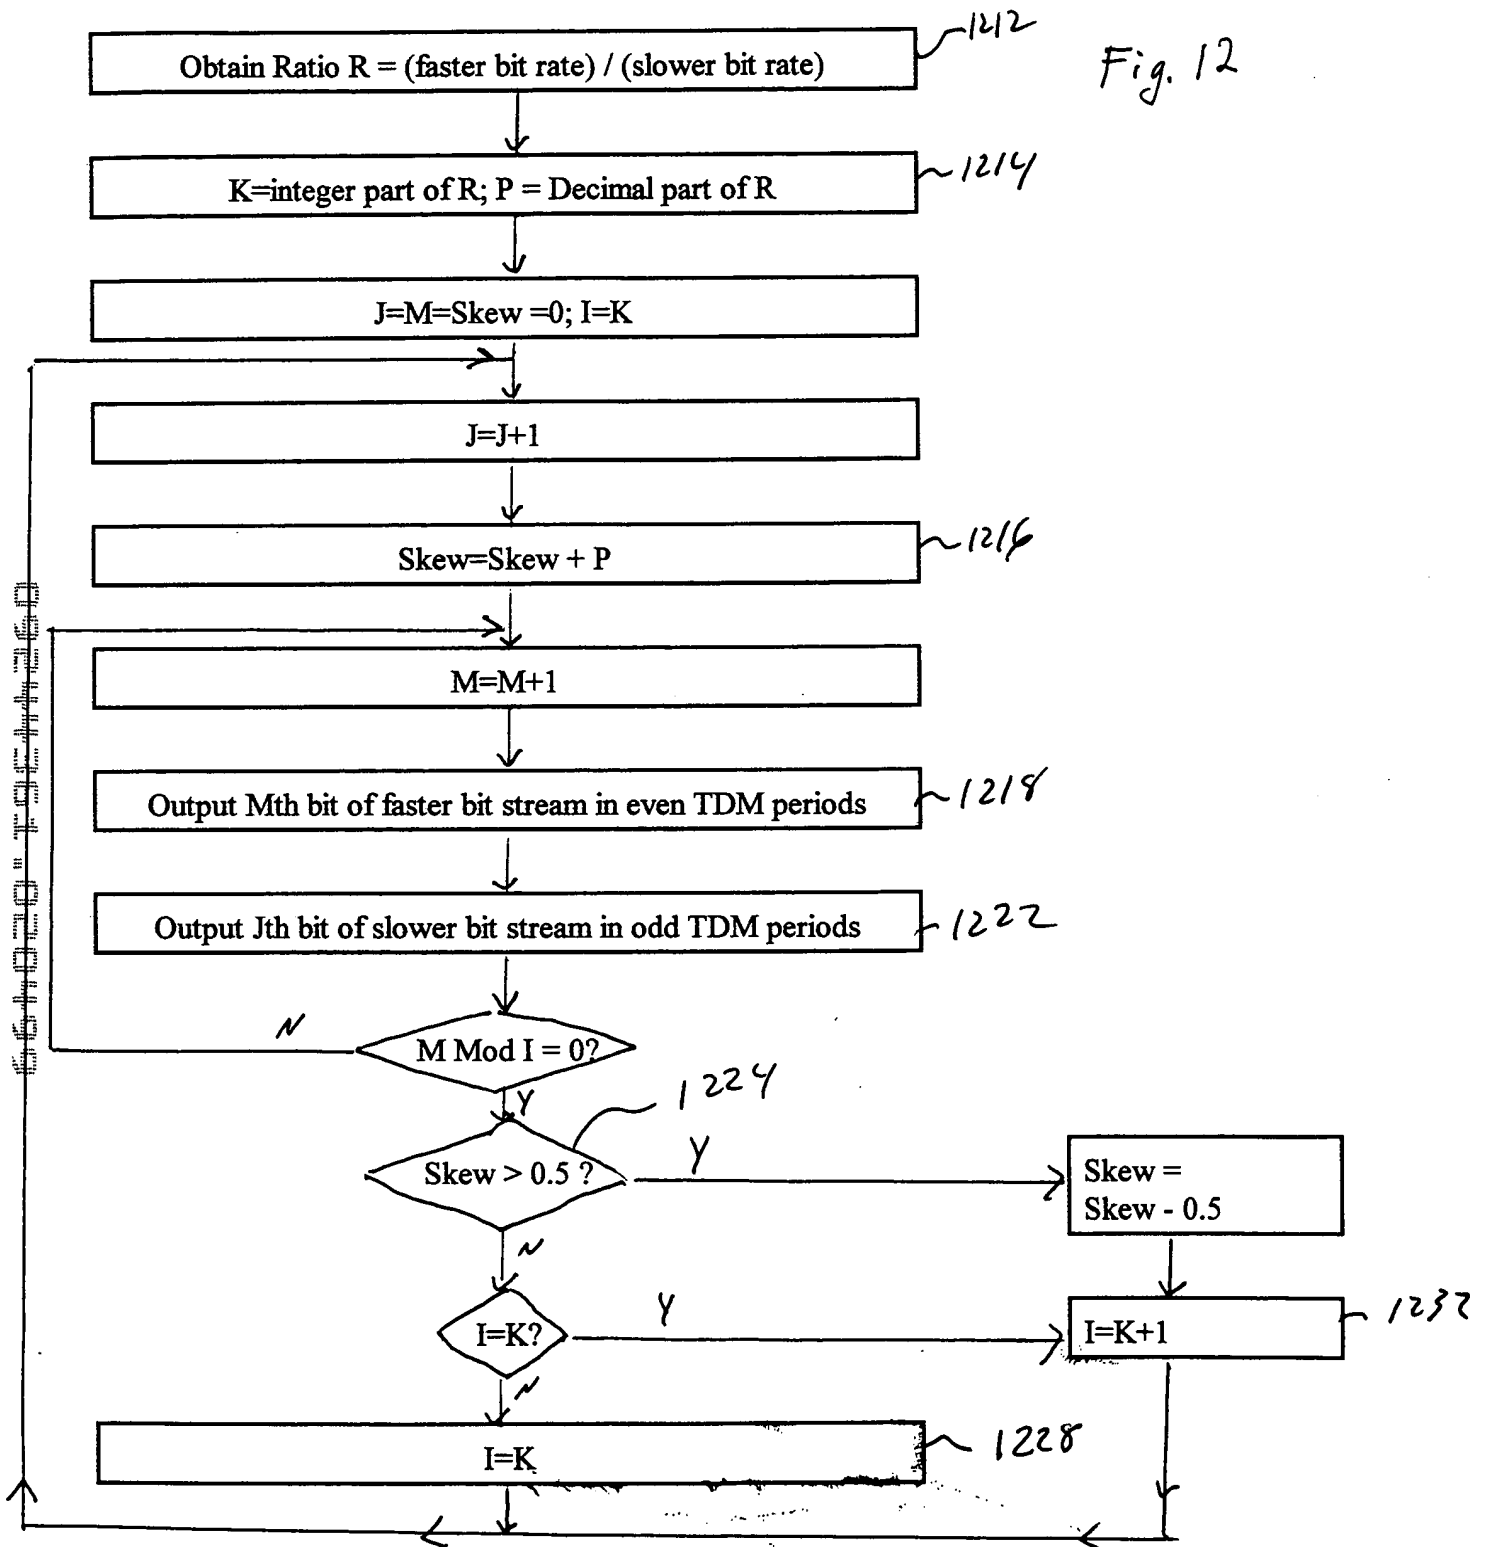 1212
Fig. 12
Obtain Ratio R = (faster bit rate) / (slower bit rate)
1214
K=integer part of R; P = Decimal part of R
J=M=Skew =0; I=K
J=J+1
1216
Skew=Skew + P
M=M+1
1218
Output Mth bit of faster bit stream in even TDM periods
1222
Output Jth bit of slower bit stream in odd TDM periods
N
M Mod I = 0?
Y
1224
Skew > 0.5 ?
Y
Skew =
Skew - 0.5
N
I=K?
Y
I=K+1
1232
N
1228
I=K